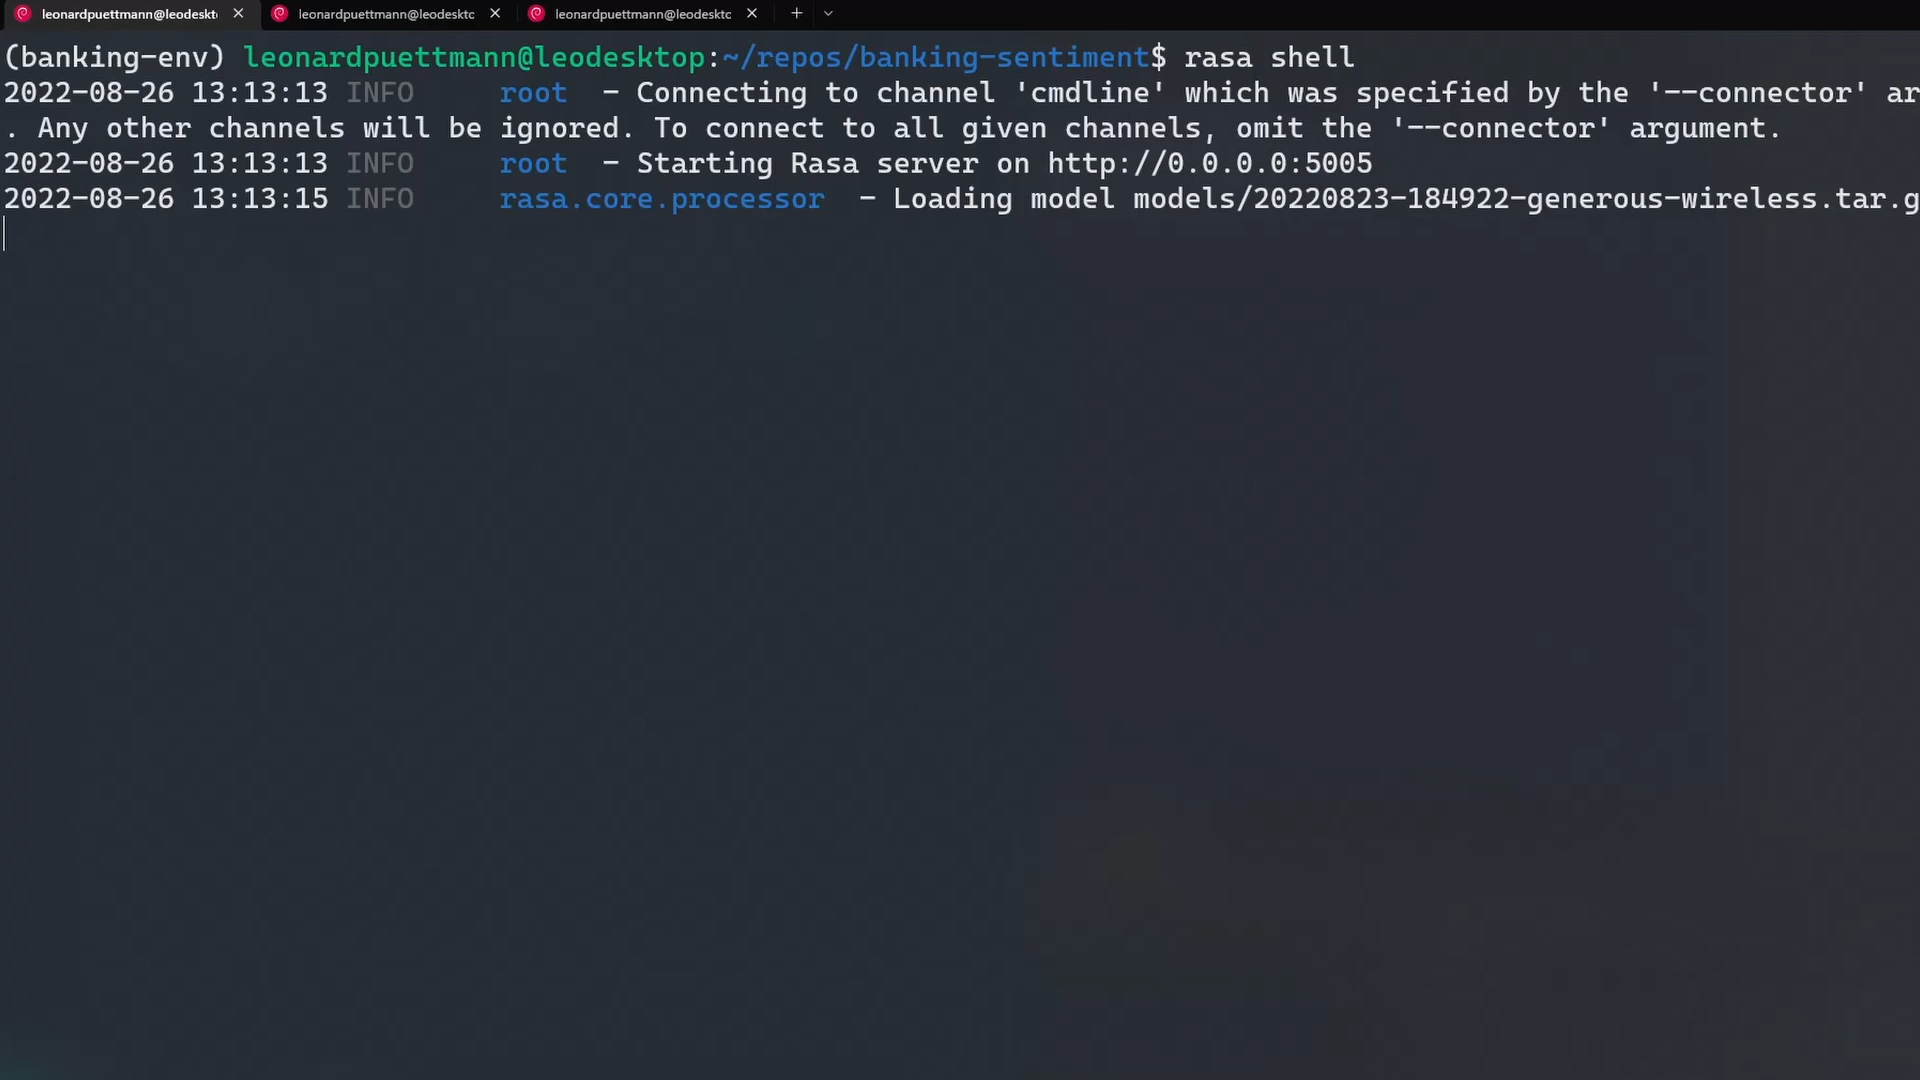 leonardpuettmann@leodeskt
leonardpuettmann@leodesktc
leonardpuettmann@leodesktc
(banking-env) leonardpuettmann@leodesktop:~/repos/banking-sentiment$ rasa shell
2022-08-26 13:13:13 INFO     root  - Connecting to channel 'cmdline' which was specified by the '--connector' ar
. Any other channels will be ignored. To connect to all given channels, omit the '--connector' argument.
2022-08-26 13:13:13 INFO     root  - Starting Rasa server on http://0.0.0.0:5005
2022-08-26 13:13:15 INFO     rasa.core.processor  - Loading model models/20220823-184922-generous-wireless.tar.g